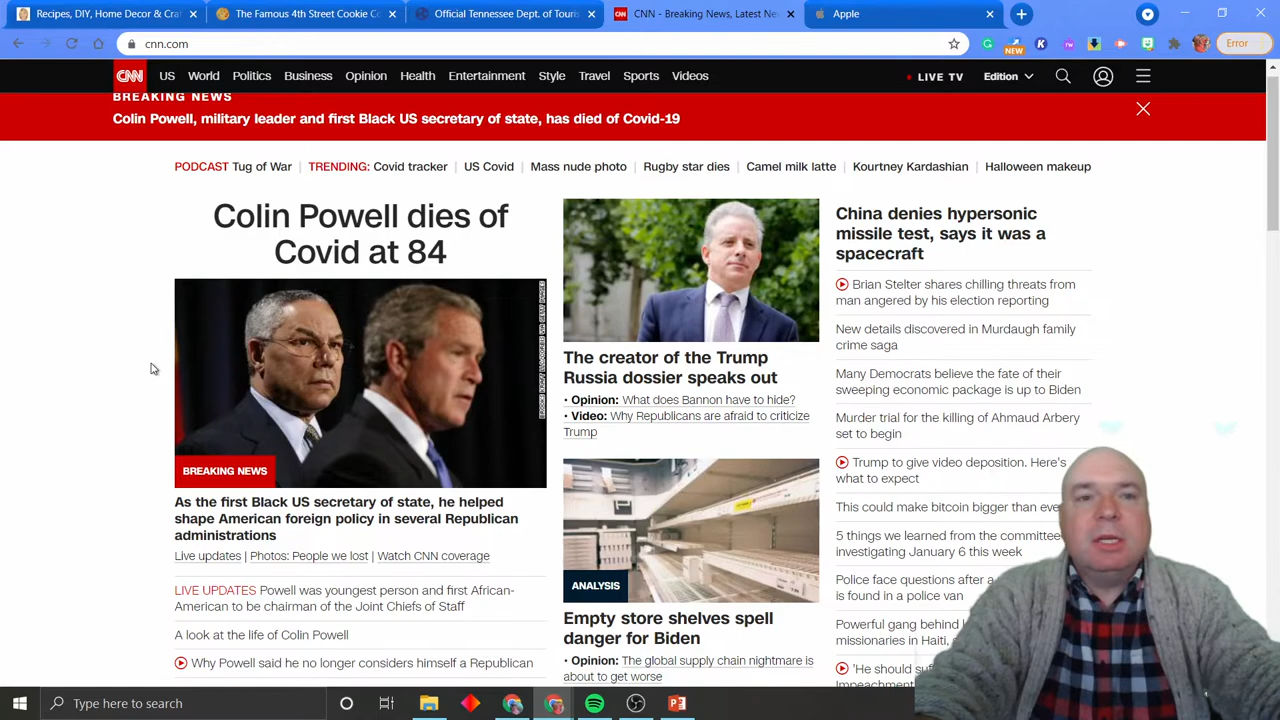 Recipes, DIY, Home Decor & Cra
The Famous 4th Street Cookie Co
Official Tennessee Dept. of Touris
CNN - Breaking News, Latest Ne
Apple
cnn.com
NEW
Error
CNN
US World Politics Business Opinion Health Entertainment Style Travel Sports Videos
LIVE TV
Edition
BREAKING NEWS
Colin Powell, military leader and first Black US secretary of state, has died of Covid-19
PODCAST Tug of War | TRENDING: Covid tracker | US Covid | Mass nude photo | Rugby star dies | Camel milk latte | Kourtney Kardashian | Halloween makeup
Colin Powell dies of
Covid at 84
BREAKING NEWS
As the first Black US secretary of state, he helped
shape American foreign policy in several Republican
administrations
Live updates | Photos: People we lost | Watch CNN coverage
LIVE UPDATES Powell was youngest person and first African-
American to be chairman of the Joint Chiefs of Staff
A look at the life of Colin Powell
Why Powell said he no longer considers himself a Republican
The creator of the Trump
Russia dossier speaks out
• Opinion: What does Bannon have to hide?
• Video: Why Republicans are afraid to criticize
Trump
ANALYSIS
Empty store shelves spell
danger for Biden
• Opinion: The global supply chain nightmare is
about to get worse
China denies hypersonic
missile test, says it was a
spacecraft
Brian Stelter shares chilling threats from
man angered by his election reporting
New details discovered in Murdaugh family
crime saga
Many Democrats believe the fate of their
sweeping economic package is up to Biden
Murder trial for the killing of Ahmaud Arbery
set to begin
Trump to give video deposition. Here's
what to expect
This could make bitcoin bigger than eve
5 things we learned from the committee
investigating January 6 this week
Police face questions after a
is found in a police van
Powerful gang behind
missionaries in Haiti,
'He should su
Impeachment
Type here to search